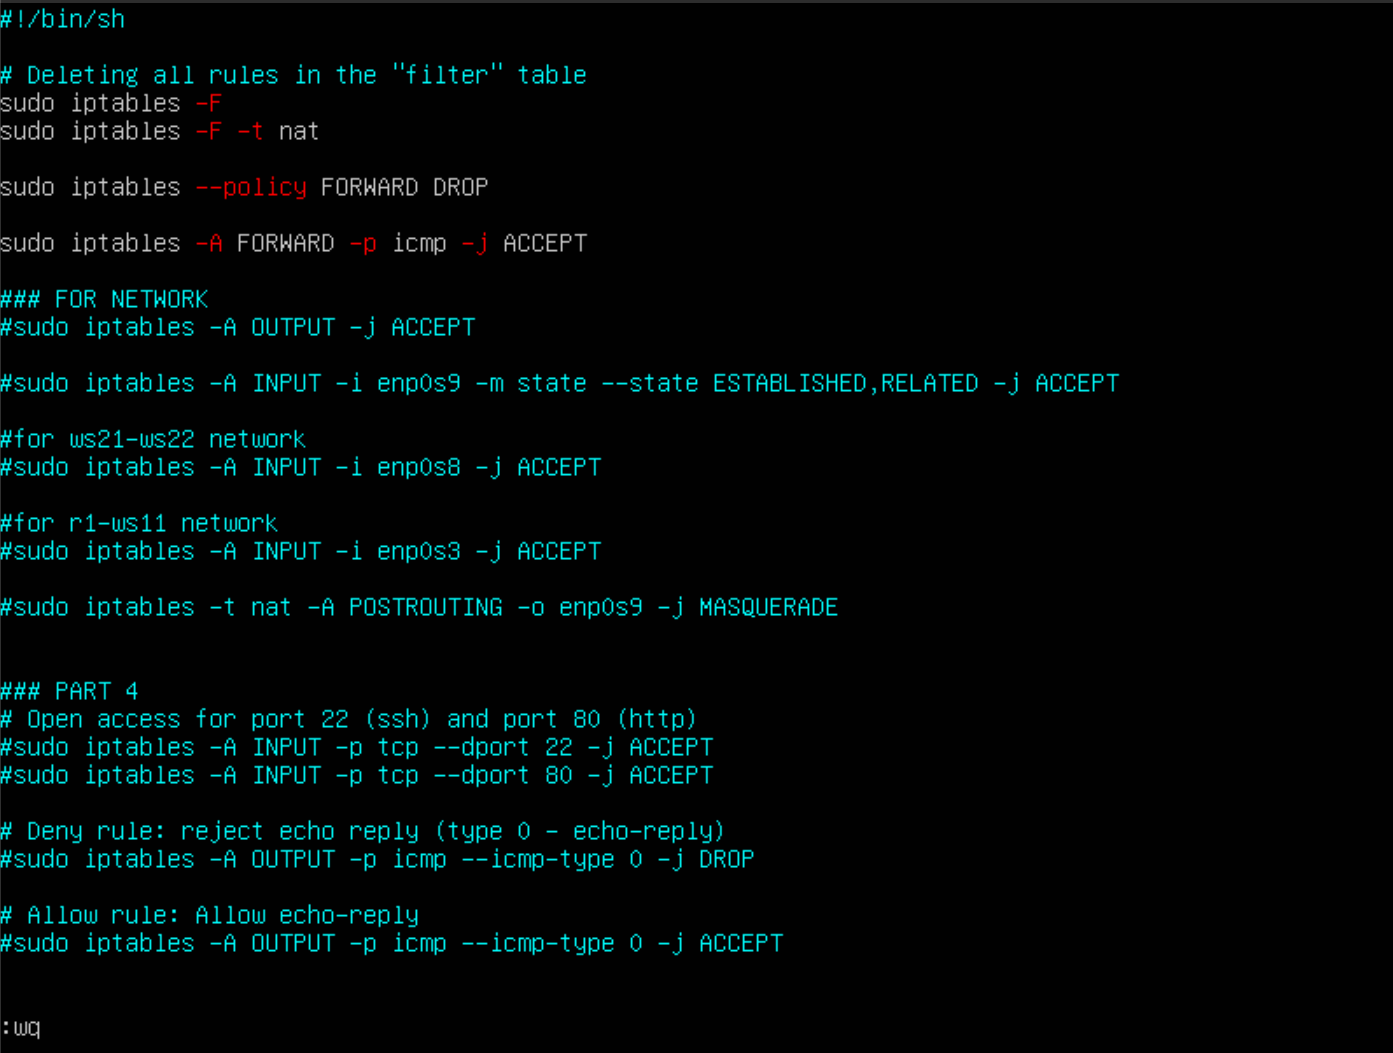 #!/bin/sh
# Deleting all rules in the "filter" table
sudo iptables -F
sudo iptables -F -t nat
sudo iptables --policy FORWARD DROP
sudo iptables -A FORWARD -p icmp -j ACCEPT
### FOR NETWORK
#sudo iptables -A OUTPUT -j ACCEPT
#sudo iptables -A INPUT -i enp0s9 -m state --state ESTABLISHED,RELATED -j ACCEPT
#for ws21-ws22 network
#sudo iptables -A INPUT -i enp0s8 -j ACCEPT
#for r1-ws11 network
#sudo iptables -A INPUT -i enp0s3 -j ACCEPT
#sudo iptables -t nat -A POSTROUTING -o enp0s9 -j MASQUERADE
### PART 4
# Open access for port 22 (ssh) and port 80 (http)
#sudo iptables -A INPUT -p tcp --dport 22 -j ACCEPT
#sudo iptables -A INPUT -p tcp --dport 80 -j ACCEPT
# Deny rule: reject echo reply (type 0 - echo-reply)
#sudo iptables -A OUTPUT -p icmp --icmp-type 0 -j DROP
# Allow rule: Allow echo-reply
#sudo iptables -A OUTPUT -p icmp --icmp-type 0 -j ACCEPT
:wq